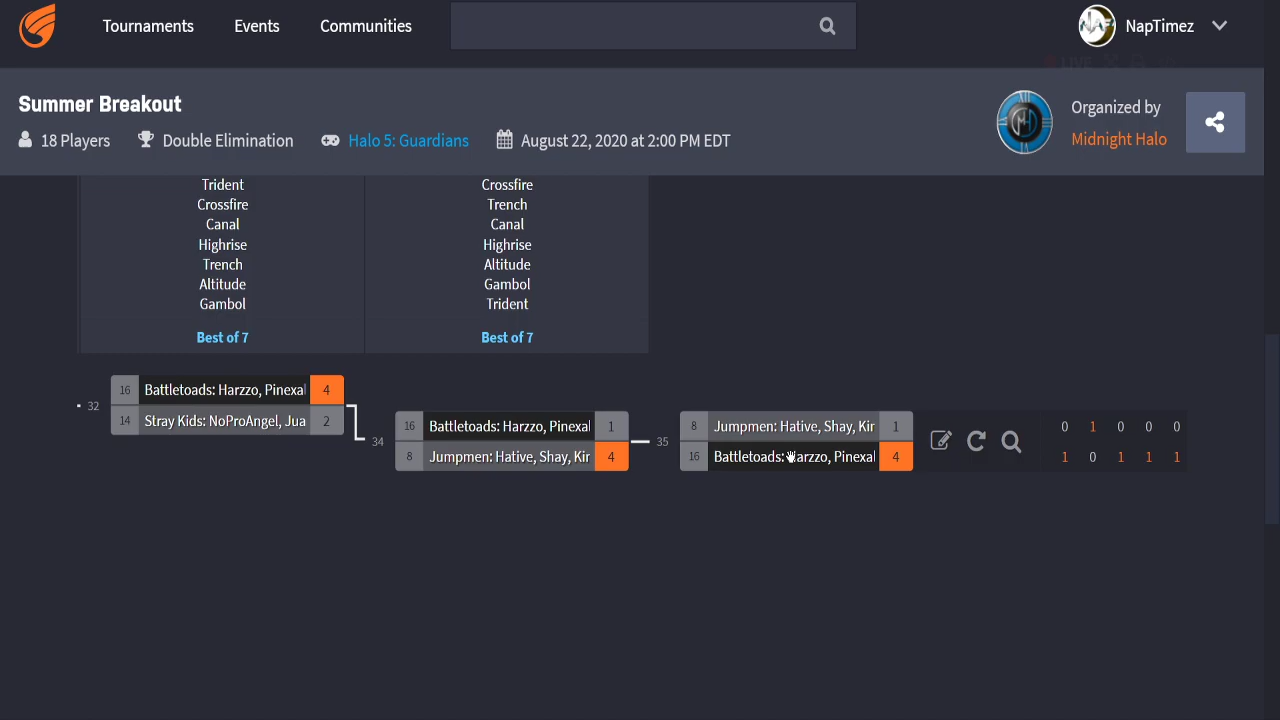 Tournaments Events Communities
NapTimez
Summer Breakout
18 Players Double Elimination Halo 5: Guardians August 22, 2020 at 2:00 PM EDT
Organized by
Midnight Halo
Trident Crossfire
Crossfire Trench
Canal Canal
Highrise Highrise
Trench Altitude
Altitude Gambol
Gambol Trident
Best of 7 Best of 7
32
16 Battletoads: Harzzo, Pinexal 4
14 Stray Kids: NoProAngel, Jua 2
34
16 Battletoads: Harzzo, Pinexal 1
8 Jumpmen: Hative, Shay, Kir 4
35
8 Jumpmen: Hative, Shay, Kir 1 0 1 0 0 0
16 Battletoads: Harzzo, Pinexal 4 1 0 1 1 1